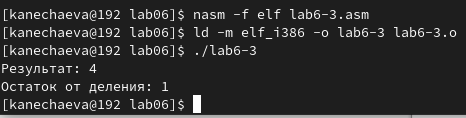 [kanechaeva@192 lab06]$ nasm -f elf lab6-3.asm
[kanechaeva@192 lab06]$ ld -m elf_i386 -o lab6-3 lab6-3.o
[kanechaeva@192 lab06]$ ./lab6-3
Результат: 4
Остаток от деления: 1
[kanechaeva@192 lab06]$